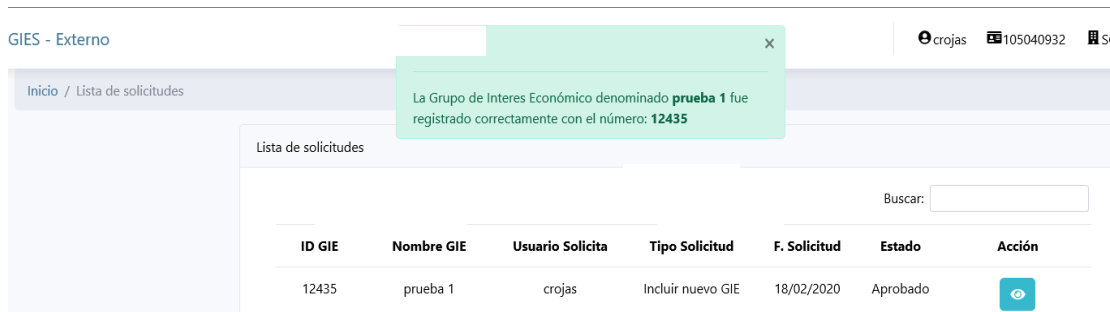 GIES - Externo
×
crojas 105040932
Inicio / Lista de solicitudes
La Grupo de Interes Económico denominado prueba 1 fue
registrado correctamente con el número: 12435
Lista de solicitudes
Buscar:
ID GIE Nombre GIE Usuario Solicita Tipo Solicitud F. Solicitud Estado Acción
12435 prueba 1 crojas Incluir nuevo GIE 18/02/2020 Aprobado